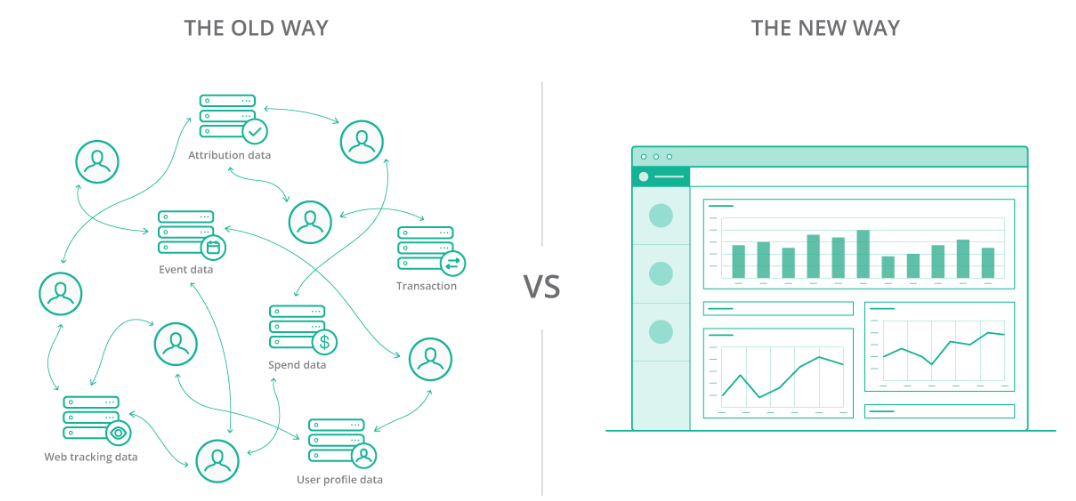 THE OLD WAY
THE NEW WAY
Attribution data
Event data
Transaction
VS
Spend data
Web tracking data
User profile data